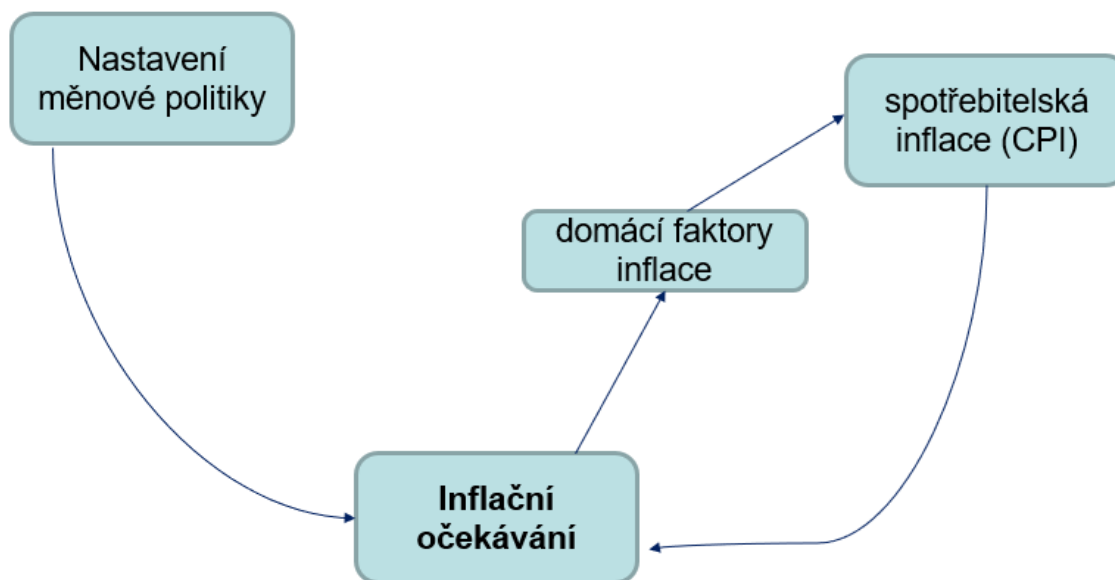 Nastavení
měnové politiky
spotřebitelská
inflace (CPI)
domácí faktory
inflace
Inflační
očekávání